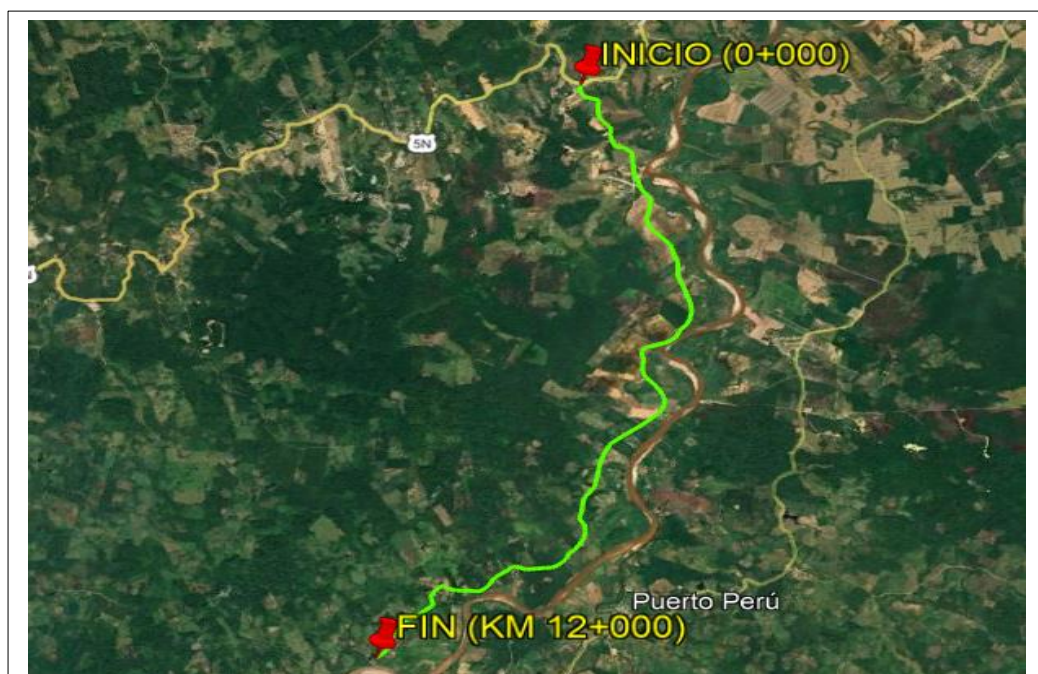 INICIO (0+000)
5N
Puerto Perú
FIN (KM 12+000)